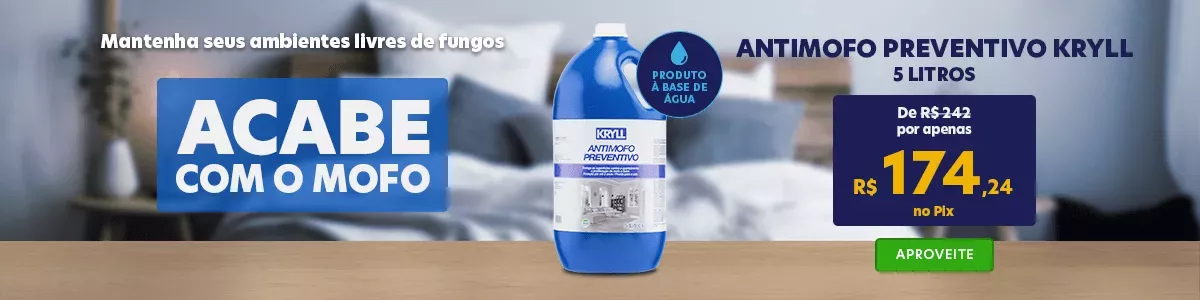 Mantenha seus ambientes livres de fungos
ACABE
COM O MOFO
KRYLL
ANTIMOFO
PREVENTIVO
PRODUTO
À BASE DE
ÁGUA
ANTIMOFO PREVENTIVO KRYLL
5 LITROS
De R$ 242
por apenas
R$ 174,24
no Pix
APROVEITE